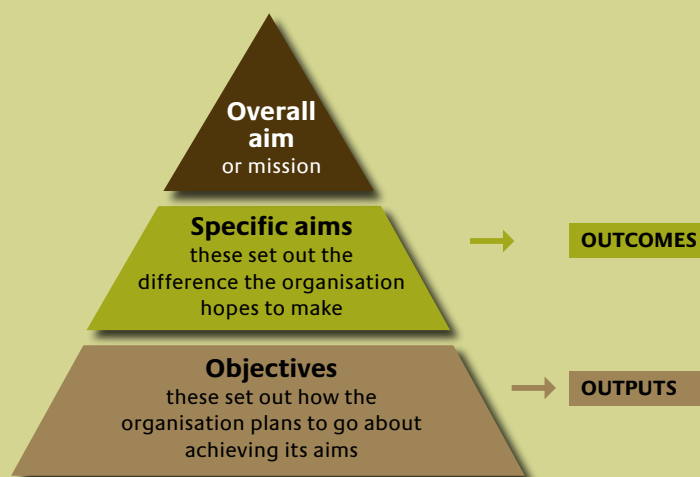 Overall
aim
or mission
Specific aims
these set out the
difference the organisation
hopes to make
OUTCOMES
Objectives
these set out how the
organisation plans to go about
achieving its aims
OUTPUTS